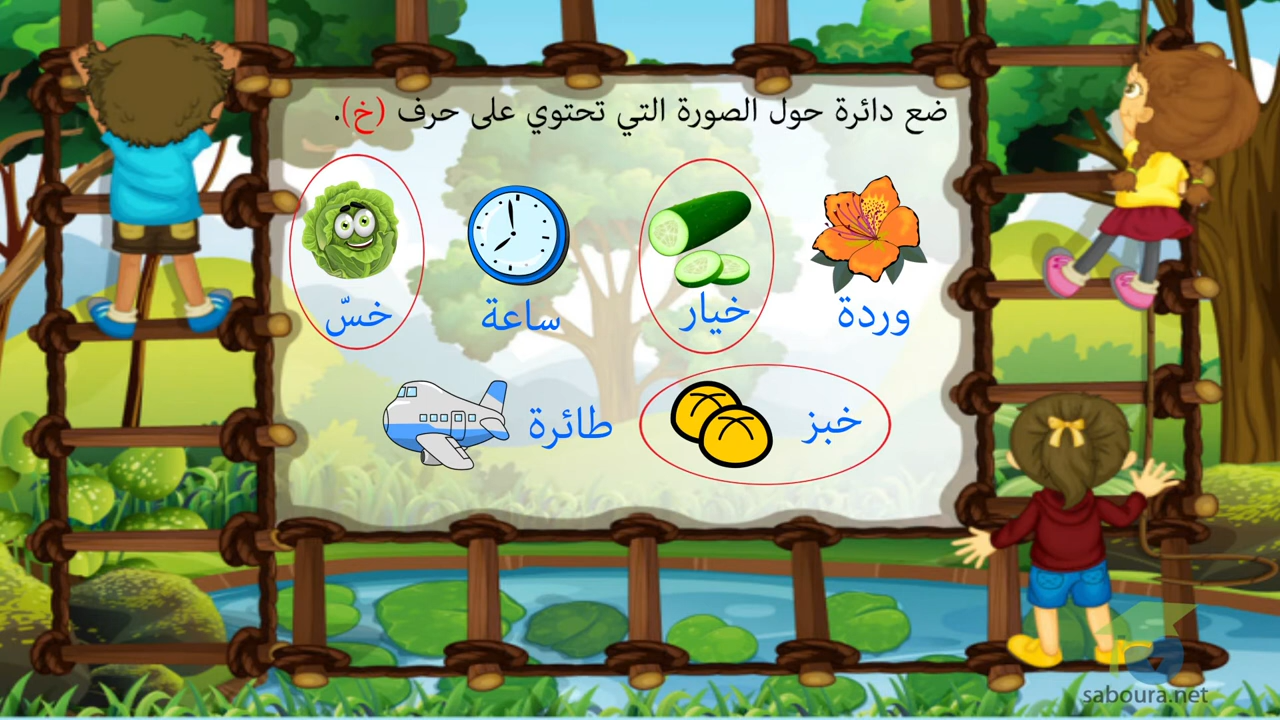 ضع دائرة حول الصورة التي تحتوي على حرف (خ).
وردة خيار ساعة خسّ
خبز طائرة
saboura.net